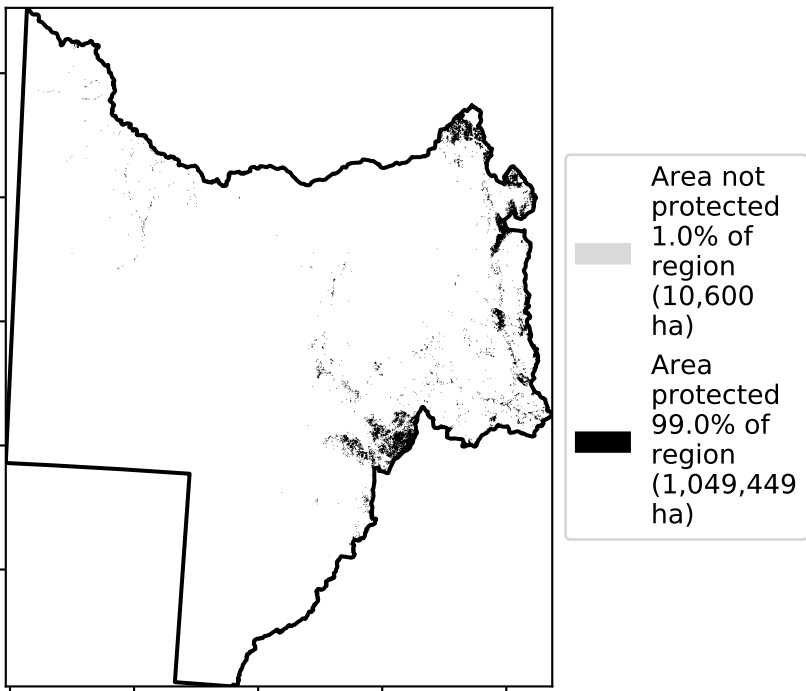 Area not
protected
1.0% of
region
(10,600
ha)
Area
protected
99.0% of
region
(1,049,449
ha)